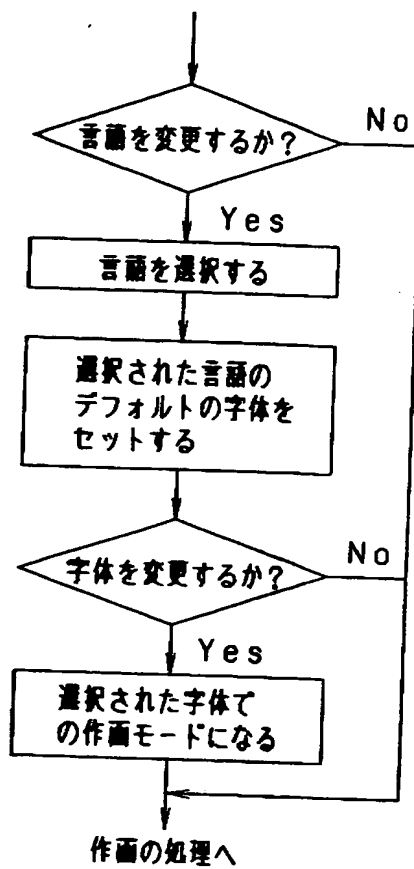 言語を変更するか?
No
Yes
言語を選択する
選択された言語の
デフォルトの字体を
セットする
字体を変更するか?
No
Yes
選択された字体で
の作画モードになる
作画の処理へ